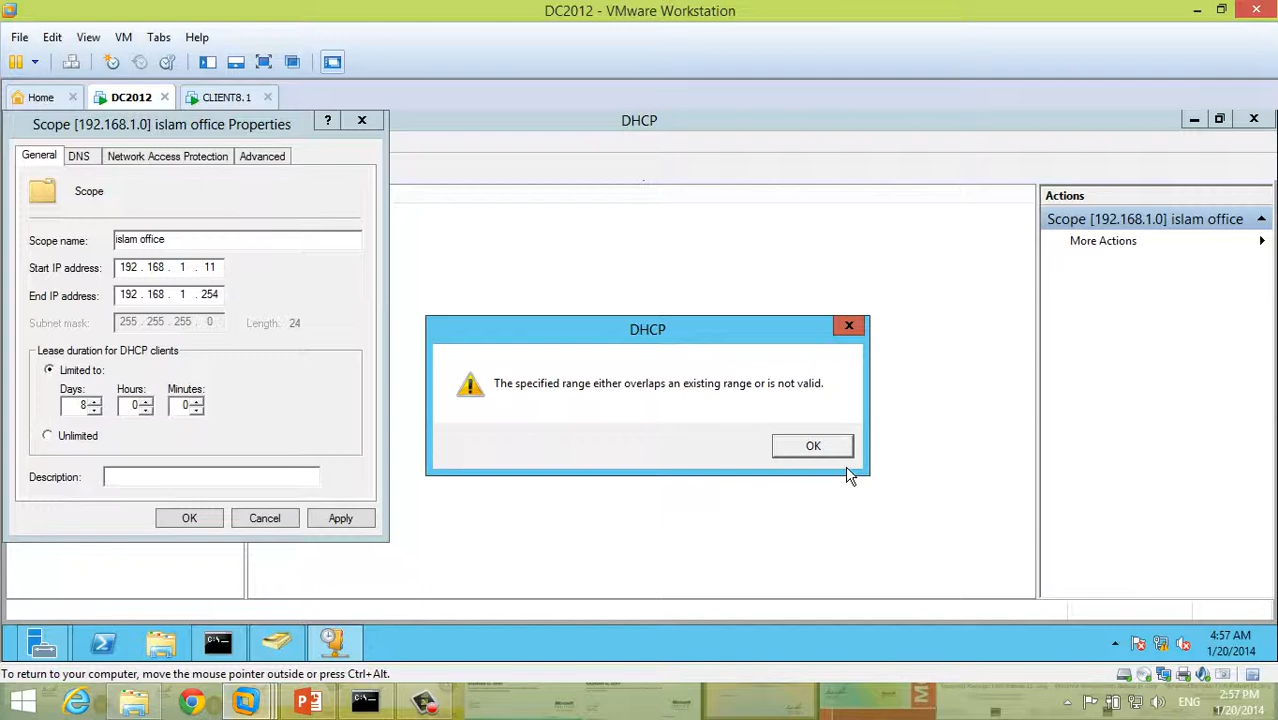 DC2012 - VMware Workstation
File Edit View VM Tabs Help
Home DC2012 CLIENT8.1
Scope [192.168.1.0] islam office Properties ?
DHCP
General DNS Network Access Protection Advanced
Scope
Scope name: islam office
Start IP address: 192 . 168 . 1 . 11
End IP address: 192 . 168 . 1 . 254
Subnet mask: 255 . 255 . 255 . 0 Length: 24
Lease duration for DHCP clients
Limited to:
Days: Hours: Minutes:
8 0 0
Unlimited
Description:
OK Cancel Apply
DHCP
The specified range either overlaps an existing range or is not valid.
OK
Actions
Scope [192.168.1.0] islam office
More Actions
4:57 AM
1/20/2014
To return to your computer, move the mouse pointer outside or press Ctrl+Alt.
ENG
2:57 PM
1/20/2014